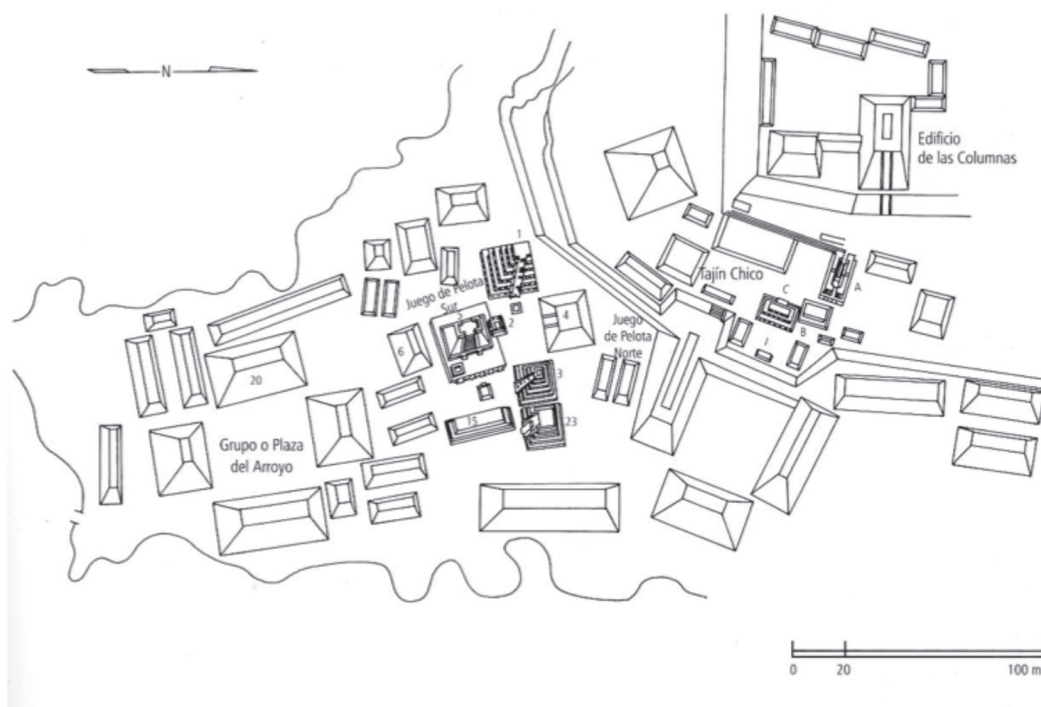 N
Edificio
de las Columnas
1
Tajín Chico
A
C
B
I
Juego de Pelota
Sur
5
2
4
Juego
de Pelota
Norte
6
3
20
15
23
Grupo o Plaza
del Arroyo
0 20 100 m